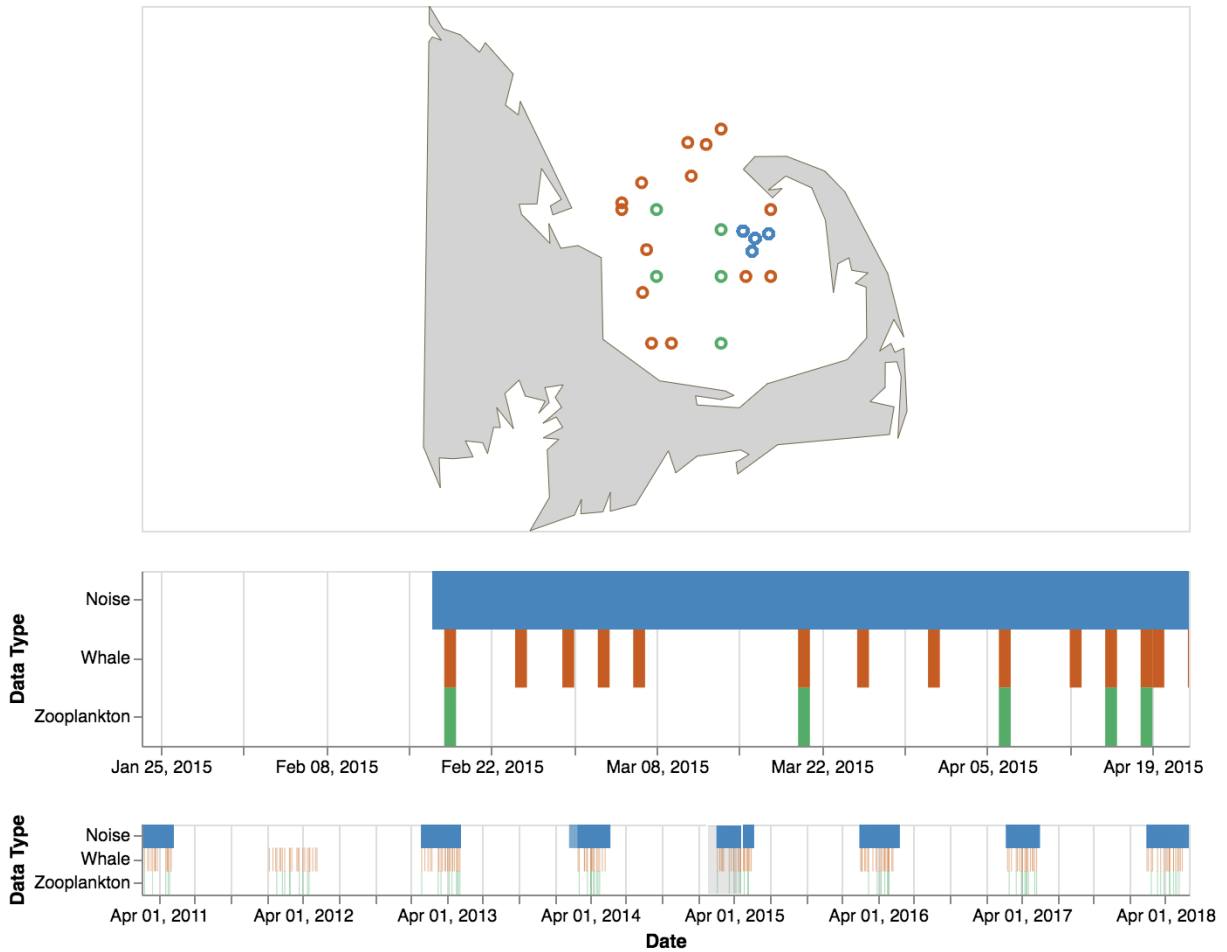 Data Type
Noise
Whale
Zooplankton
Jan 25, 2015 Feb 08, 2015 Feb 22, 2015 Mar 08, 2015 Mar 22, 2015 Apr 05, 2015 Apr 19, 2015
Data Type
Noise
Whale
Zooplankton
Apr 01, 2011 Apr 01, 2012 Apr 01, 2013 Apr 01, 2014 Apr 01, 2015 Apr 01, 2016 Apr 01, 2017 Apr 01, 2018
Date